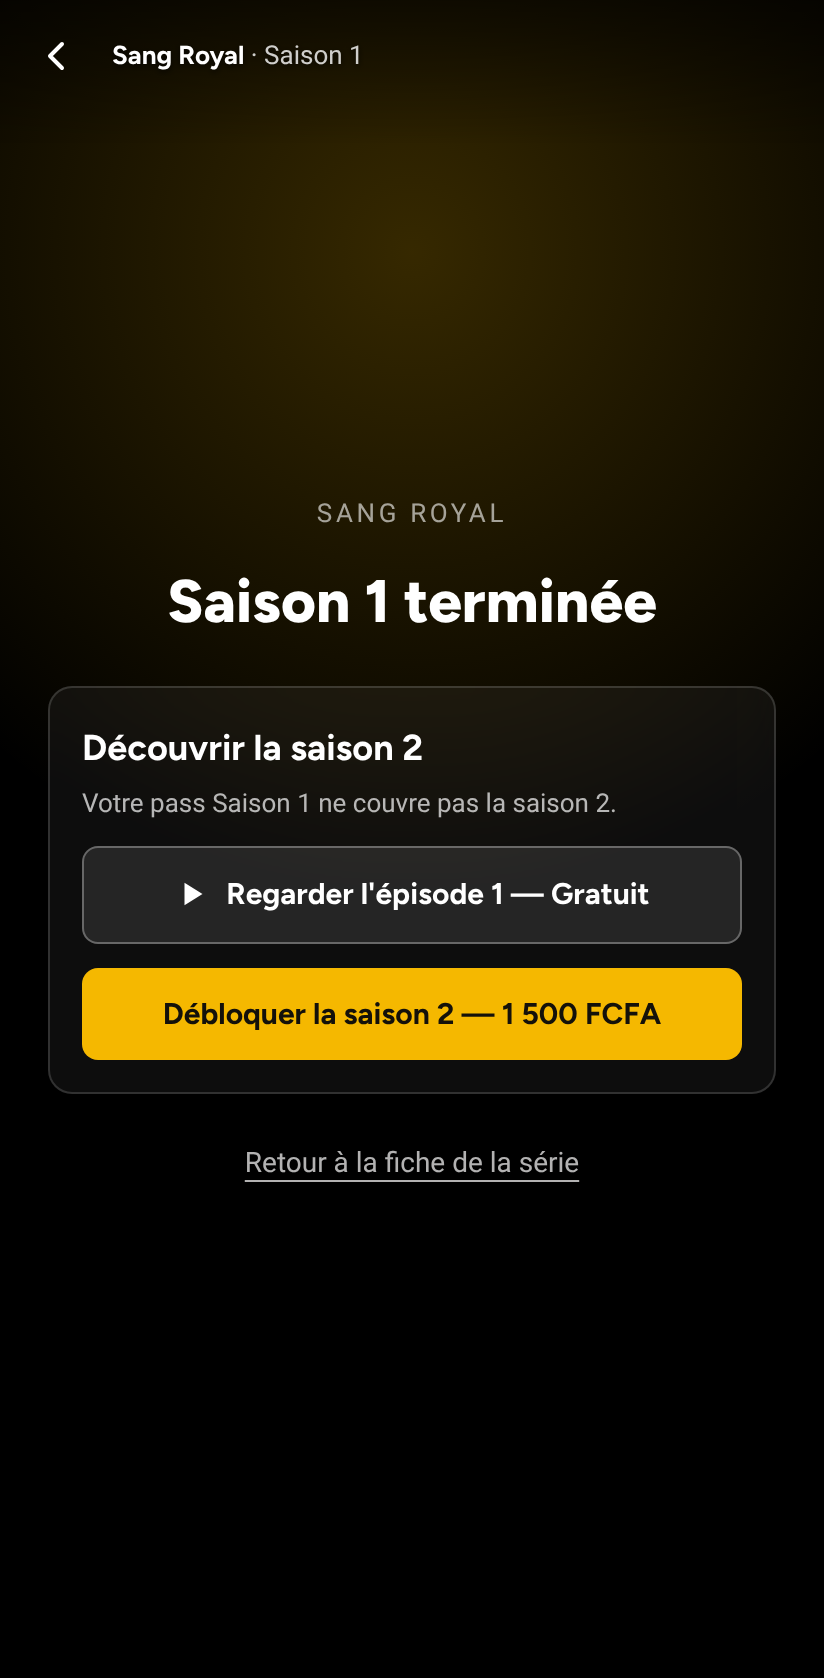 Sang Royal · Saison 1
SANG ROYAL
Saison 1 terminée
Découvrir la saison 2
Votre pass Saison 1 ne couvre pas la saison 2.
Regarder l'épisode 1 — Gratuit
Débloquer la saison 2 — 1 500 FCFA
Retour à la fiche de la série